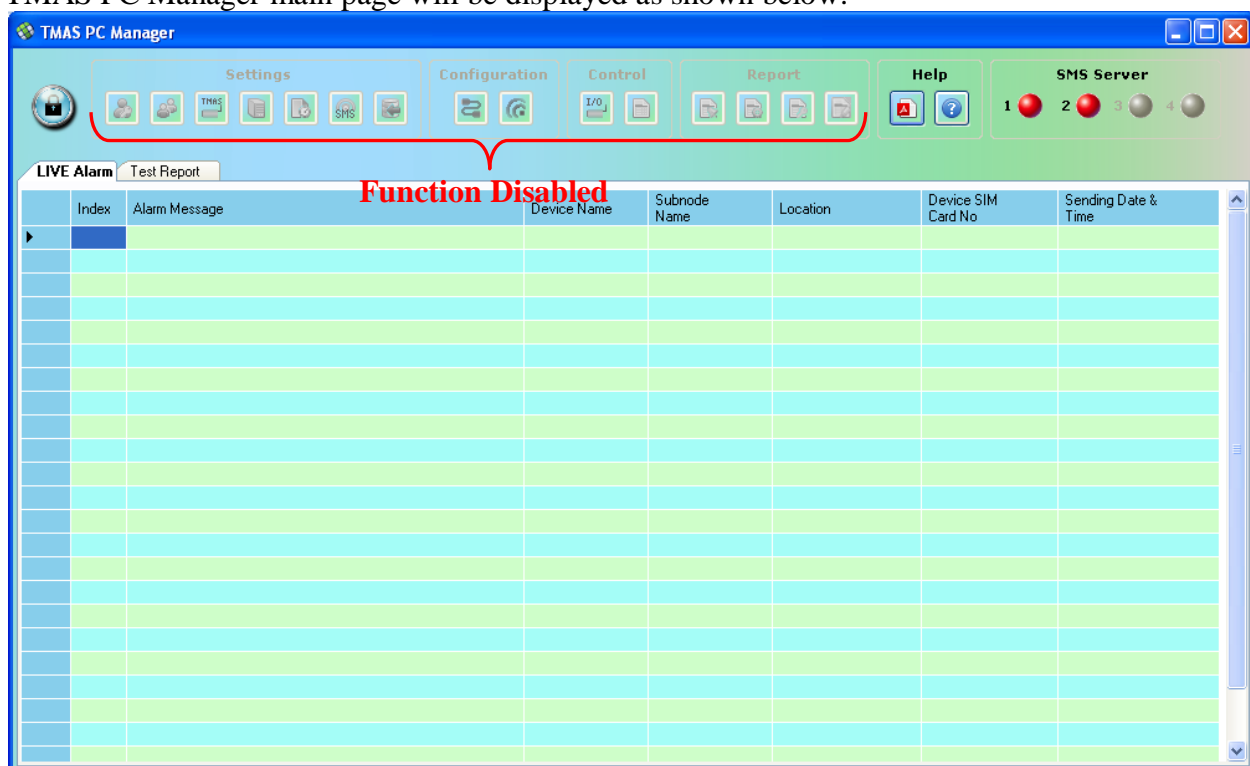 TMAS PC Manager main page will be displayed as shown below.
TMAS PC Manager
Settings Configuration Control Report Help SMS Server
TMAS SMS I/O ? 1 2 3 4
LIVE Alarm Test Report
Function Disabled
Index Alarm Message Device Name Subnode Name Location Device SIM Card No Sending Date & Time